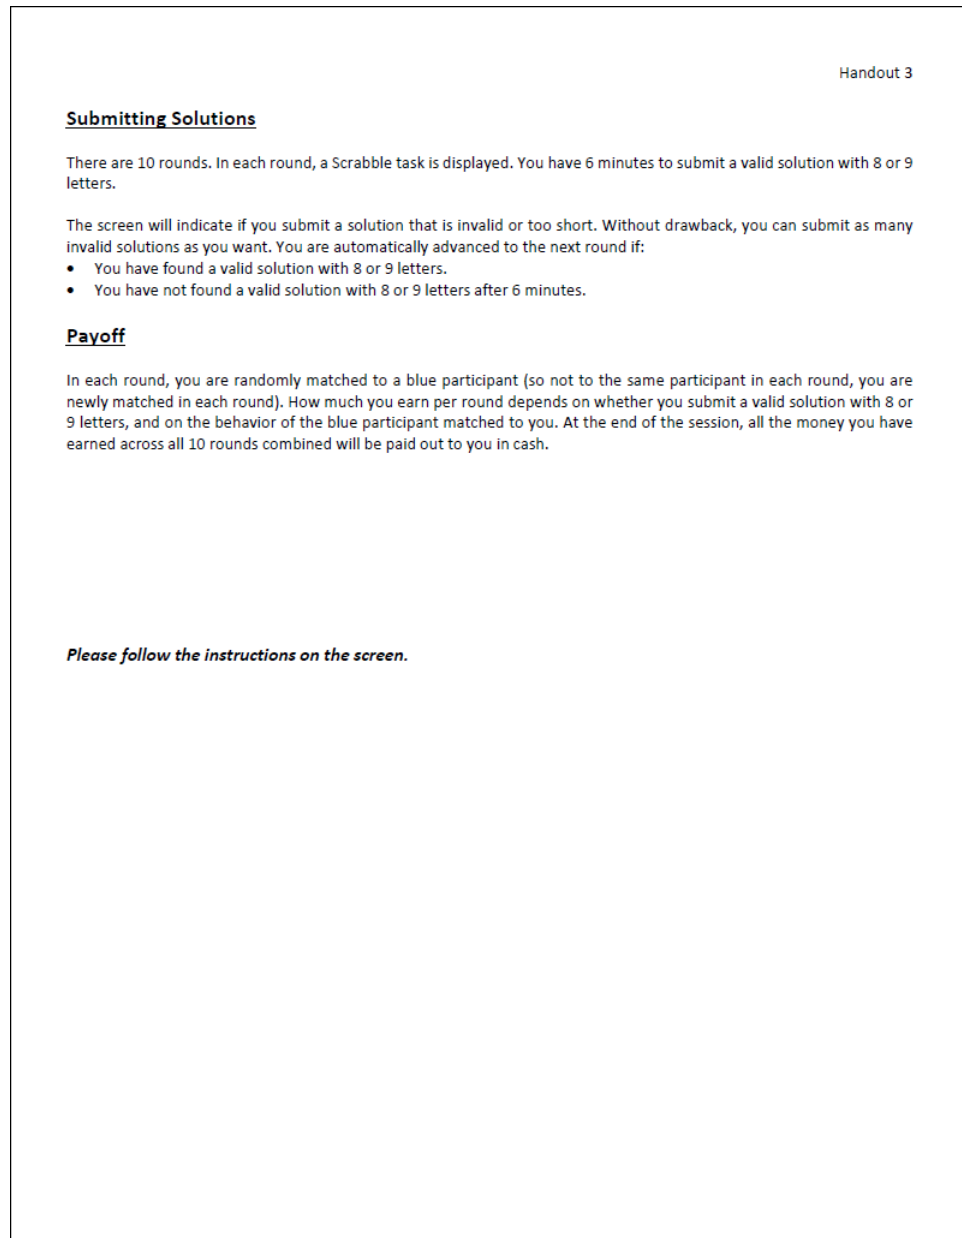 Handout 3
Submitting Solutions
There are 10 rounds. In each round, a Scrabble task is displayed. You have 6 minutes to submit a valid solution with 8 or 9
letters.
The screen will indicate if you submit a solution that is invalid or too short. Without drawback, you can submit as many
invalid solutions as you want. You are automatically advanced to the next round if:
• You have found a valid solution with 8 or 9 letters.
• You have not found a valid solution with 8 or 9 letters after 6 minutes.
Payoff
In each round, you are randomly matched to a blue participant (so not to the same participant in each round, you are
newly matched in each round). How much you earn per round depends on whether you submit a valid solution with 8 or
9 letters, and on the behavior of the blue participant matched to you. At the end of the session, all the money you have
earned across all 10 rounds combined will be paid out to you in cash.
Please follow the instructions on the screen.